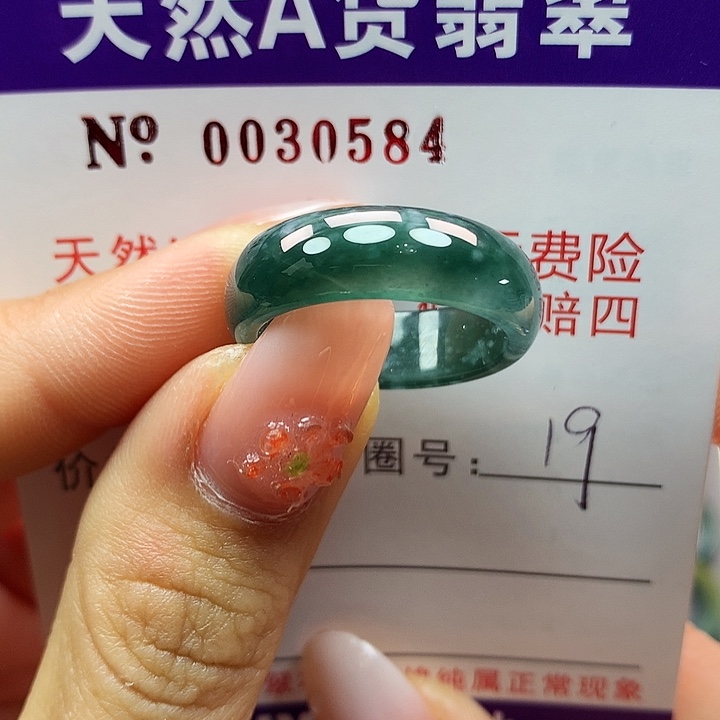 天然A货翡翠
Nº 0030584
天然 费险
赔四
价 圈号: 19
纯属正常现象